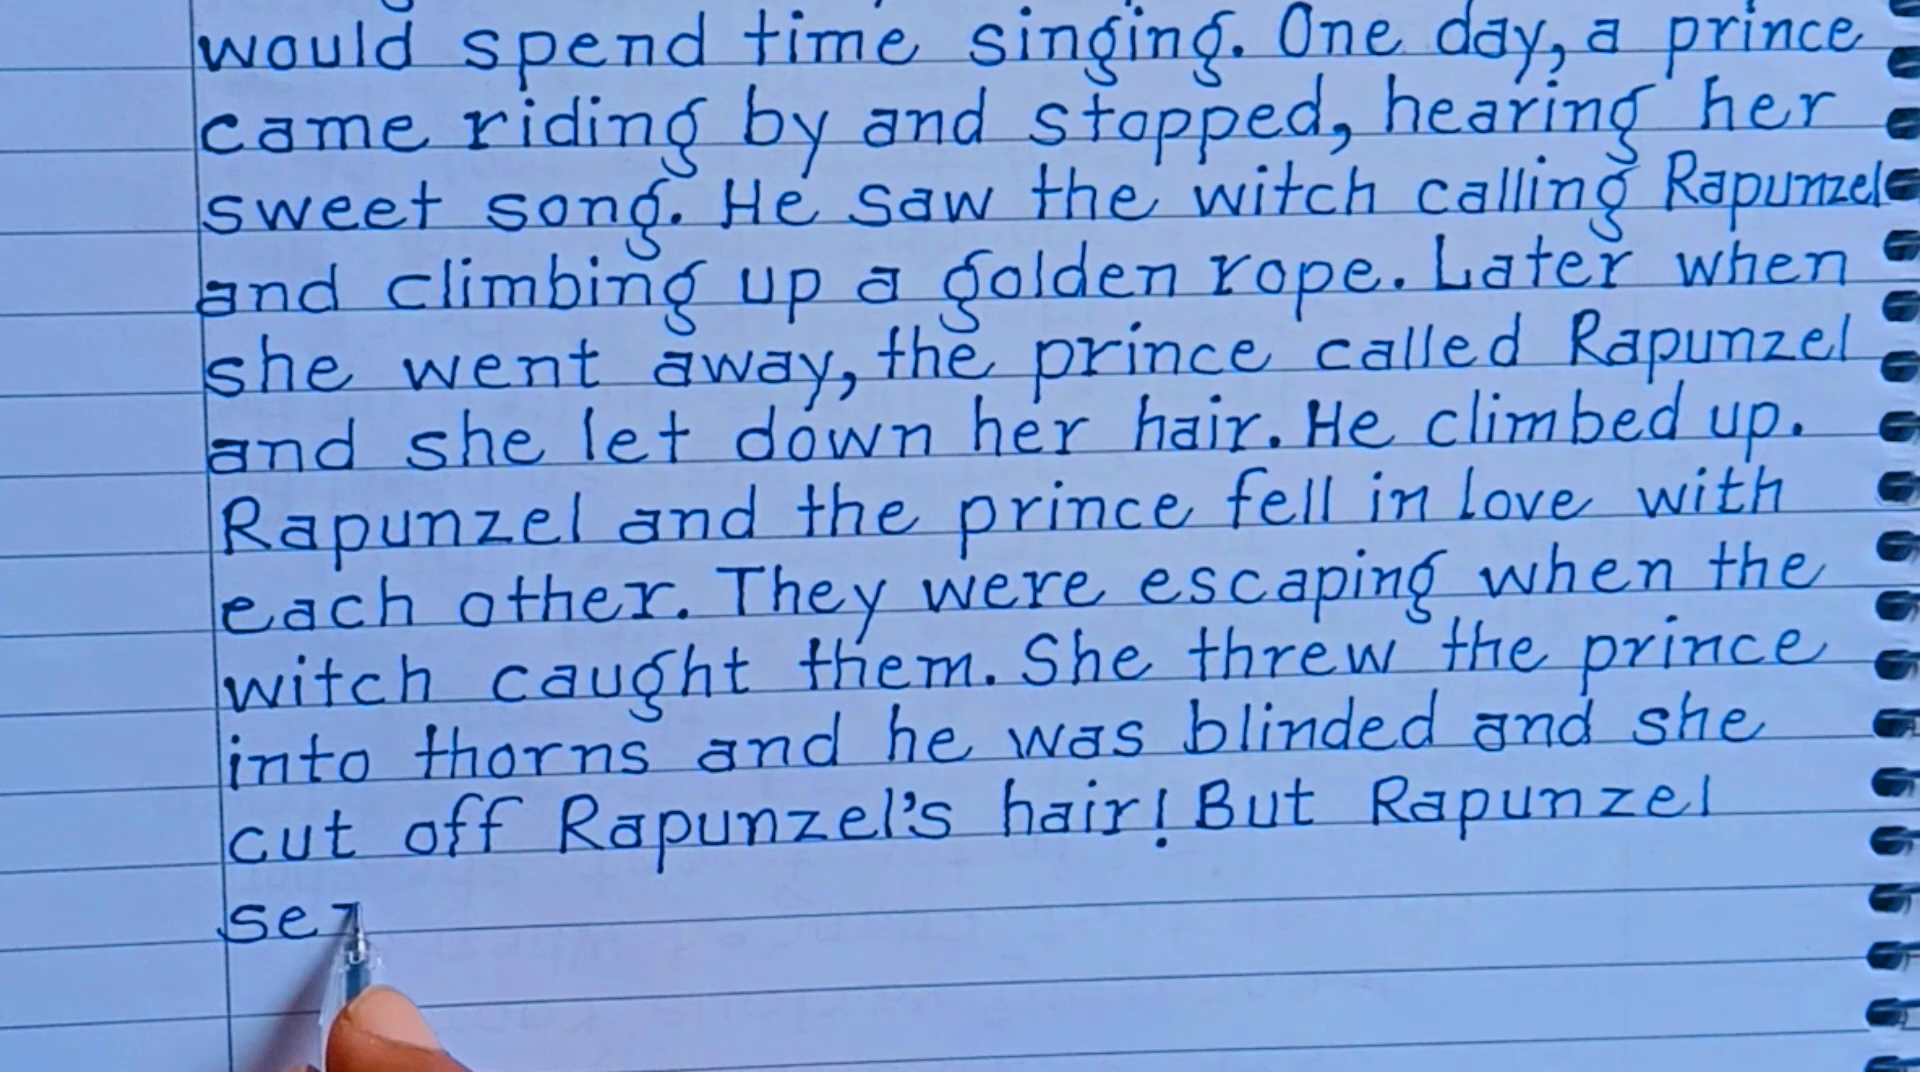 would spend time singing. One day, a prince
came riding by and stopped, hearing her
sweet song. He saw the witch calling Rapunzel
and climbing up a golden rope. Later when
she went away, the prince called Rapunzel
and she let down her hair. He climbed up.
Rapunzel and the prince fell in love with
each other. They were escaping when the
witch caught them. She threw the prince
into thorns and he was blinded and she
cut off Rapunzel's hair! But Rapunzel